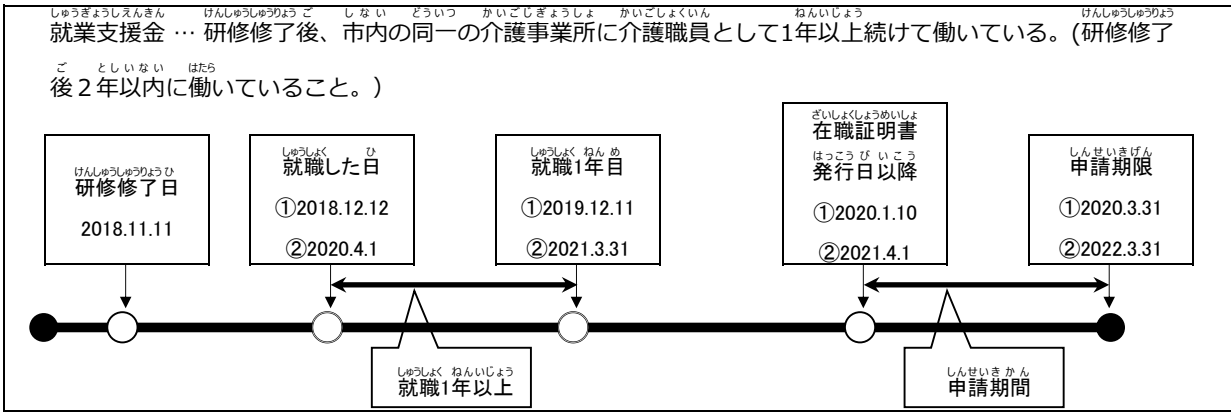 就業支援金 … 研修修了後、市内の同一の介護事業所に介護職員として1年以上続けて働いている。(研修修了
後２年以内に働いていること。)
研修修了日
2018.11.11
就職した日
①2018.12.12
②2020.4.1
就職1年目
①2019.12.11
②2021.3.31
在職証明書
発行日以降
①2020.1.10
②2021.4.1
申請期限
①2020.3.31
②2022.3.31
就職1年以上
申請期間